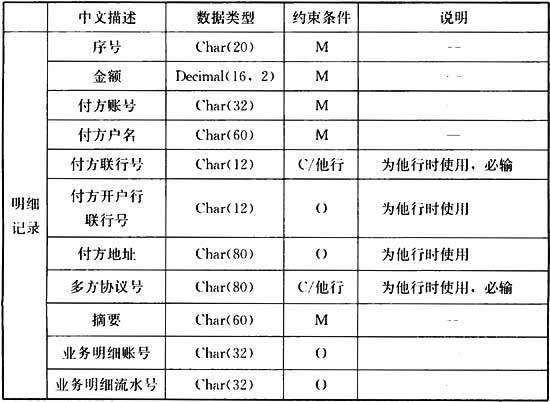 中文描述 数据类型 约束条件 说明
序号 Char(20) M --
金额 Decimal(16，2) M --
付方账号 Char(32) M
付方户名 Char(60) M —
付方联行号 Char(12) C/他行 为他行时使用，必输
付方开户行
联行号 Char(12) O 为他行时使用
付方地址 Char(80) O 为他行时使用
多方协议号 Char(80) C/他行 为他行时使用，必输
摘要 Char(60) M --
业务明细账号 Char(32) O
业务明细流水号 Char(32) O
明细
记录